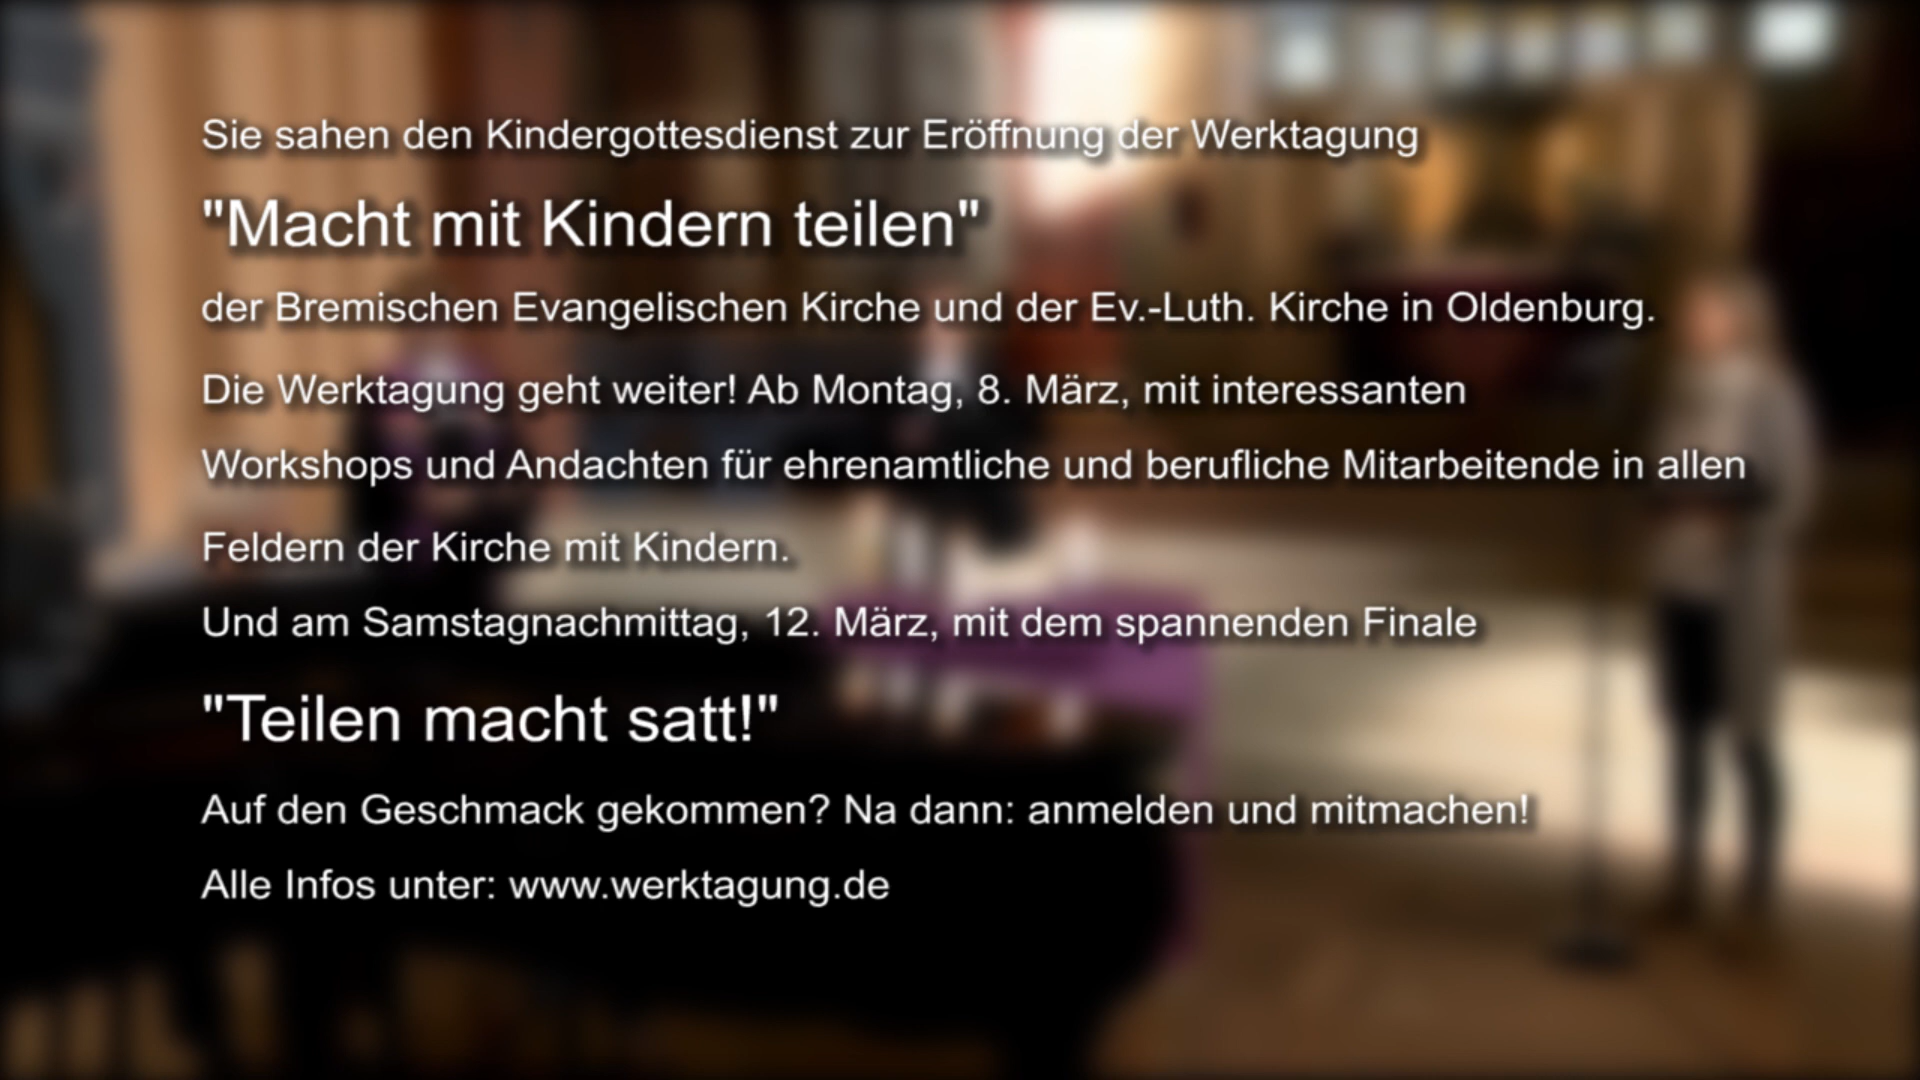 Sie sahen den Kindergottesdienst zur Eröffnung der Werktagung
"Macht mit Kindern teilen"
der Bremischen Evangelischen Kirche und der Ev.-Luth. Kirche in Oldenburg.
Die Werktagung geht weiter! Ab Montag, 8. März, mit interessanten
Workshops und Andachten für ehrenamtliche und berufliche Mitarbeitende in allen
Feldern der Kirche mit Kindern.
Und am Samstagnachmittag, 12. März, mit dem spannenden Finale
"Teilen macht satt!"
Auf den Geschmack gekommen? Na dann: anmelden und mitmachen!
Alle Infos unter: www.werktagung.de